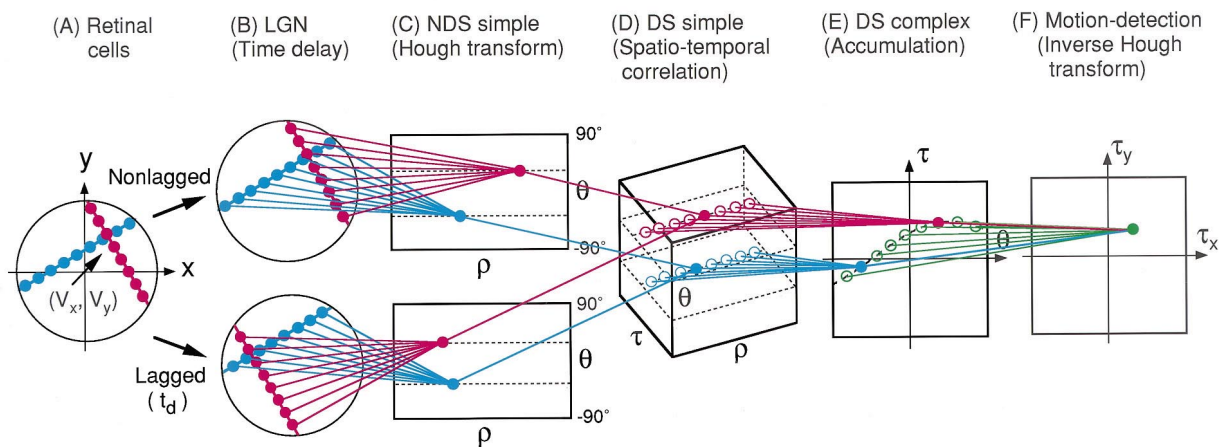 (A) Retinal
cells
(B) LGN
(Time delay)
(C) NDS simple
(Hough transform)
(D) DS simple
(Spatio-temporal
correlation)
(E) DS complex
(Accumulation)
(F) Motion-detection
(Inverse Hough
transform)
y
x
(Vx, Vy)
Nonlagged
Lagged
(td)
90°
θ
-90°
ρ
90°
θ
-90°
ρ
θ
τ
ρ
τ
θ
τy
τx